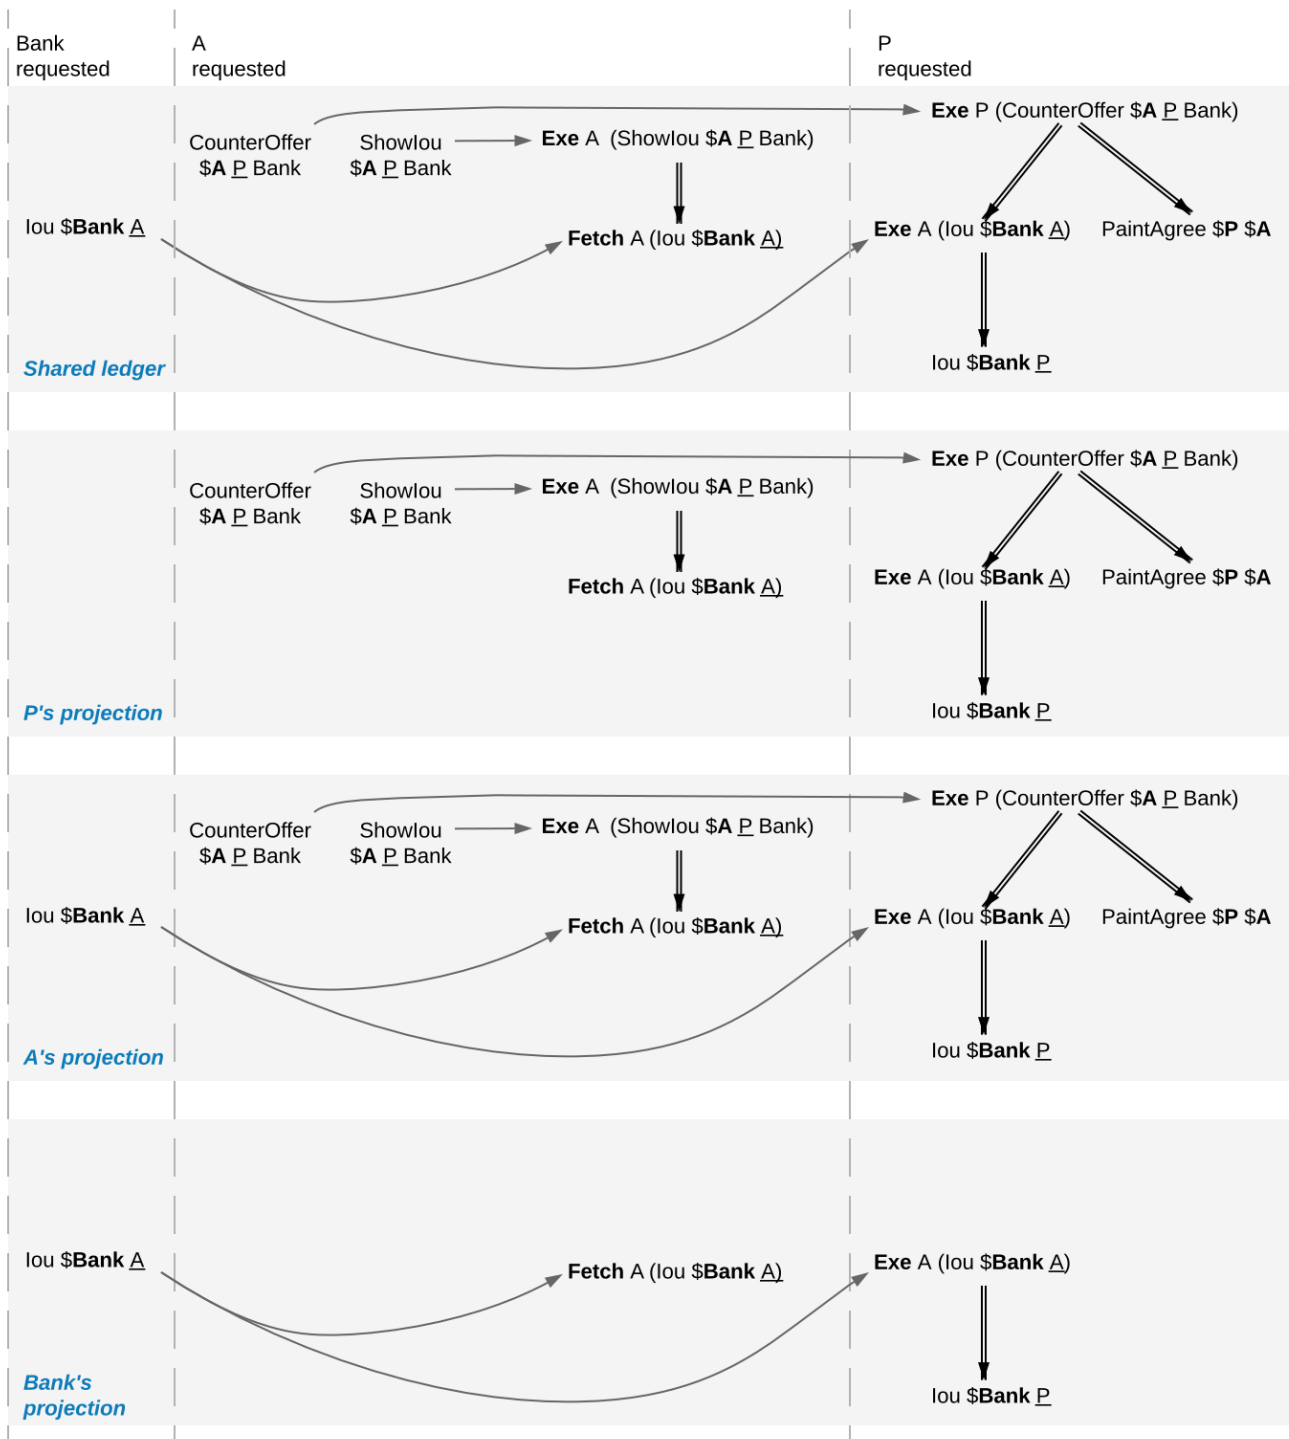 Bank
requested
A
requested
P
requested
Exe P (CounterOffer $A P Bank)
CounterOffer
$A P Bank
ShowIou
$A P Bank
Exe A (ShowIou $A P Bank)
Iou $Bank A
Fetch A (Iou $Bank A)
Exe A (Iou $Bank A)
PaintAgree $P $A
Iou $Bank P
Shared ledger
Exe P (CounterOffer $A P Bank)
CounterOffer
$A P Bank
ShowIou
$A P Bank
Exe A (ShowIou $A P Bank)
Fetch A (Iou $Bank A)
Exe A (Iou $Bank A)
PaintAgree $P $A
Iou $Bank P
P's projection
Exe P (CounterOffer $A P Bank)
CounterOffer
$A P Bank
ShowIou
$A P Bank
Exe A (ShowIou $A P Bank)
Iou $Bank A
Fetch A (Iou $Bank A)
Exe A (Iou $Bank A)
PaintAgree $P $A
Iou $Bank P
A's projection
Iou $Bank A
Fetch A (Iou $Bank A)
Exe A (Iou $Bank A)
Iou $Bank P
Bank's
projection